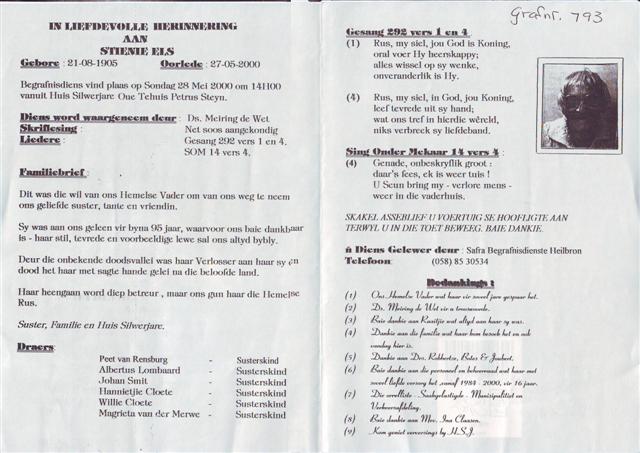 IN LIEFDEVOLLE HERINNERING
AAN
STIENIE ELS
Gebore : 21-08-1905 Oorlede : 27-05-2000
Begrafnisdiens vind plaas op Sondag 28 Mei 2000 om 14H00
vanuit Huis Silwerjare Oue Tehuis Petrus Steyn.
Diens word waargeneem deur : Ds. Meiring de Wet
Skriflesing : Net soos aangekondig
Liedere : Gesang 292 vers 1 en 4.
SOM 14 vers 4.
Familiebrief :
Dit was die wil van ons Hemelse Vader om van ons weg te neem
ons geliefde suster, tante en vriendin.
Sy was aan ons geleen vir byna 95 jaar, waarvoor ons baie dankbaar
is - haar stil, tevrede en voorbeeldige lewe sal ons altyd bybly.
Deur die onbekende doodsvallei was haar Verlosser aan haar sy en
dood het haar met sagte hande gelei na die beloofde land.
Haar heengaan word diep betreur , maar ons gun haar die Hemelse
Rus.
Suster, Familie en Huis Silwerjare.
Draers:
Peet van Rensburg - Susterskind
Albertus Lombaard - Susterskind
Johan Smit - Susterskind
Hannietjie Cloete - Susterskind
Willie Cloete - Susterskind
Magrieta van der Merwe - Susterskind
Grafnr. 793
Gesang 292 vers 1 en 4 :
(1) Rus, my siel, jou God is Koning,
oral voer Hy heerskappy;
alles wissel op sy wenke,
onveranderlik is Hy.
(4) Rus, my siel, in God, jou Koning,
leef tevrede uit sy hand;
wat ons tref in hierdie wêreld,
niks verbreek sy liefdeband.
Sing Onder Mekaar 14 vers 4 :
(4) Genade, onbeskryflik groot :
daar's fees, ek is weer tuis !
U Seun bring my - verlore mens -
weer in die vaderhuis.
SKAKEL ASSEBLIEF U VOERTUIG SE HOOFLIGTE AAN
TERWYL U IN DIE TOET BEWEEG. BAIE DANKIE.
ñ Diens Gelewer deur : Safra Begrafnisdienste Heilbron
Telefoon: (058) 85 30534
Bedankings :
(1) Ons Hemelse Vader wat haar vir soveel jare gespaar het.
(2) Ds. Meiring de Wet vir u troueswoorde.
(3) Baie dankie aan Rassitjie wat altyd aan haar sy was.
(4) Dankie aan die familie wat haar kom besoek het en ook
vandag hier is.
(5) Dankie aan Drs. Robbertze, Botes & Joubert.
(6) Baie dankie aan die personeel en beheerraad wat haar met
soveel liefde versorg het ,vanaf 1984 - 2000, vir 16 jaar.
(7) Die orrelliste - Saakgelastigde - Munisipaliteit en
Verkeersafdeling.
(8) Baie dankie aan Mev. Ina Claasen.
(9) Kom geniet verversings by H.S.J.